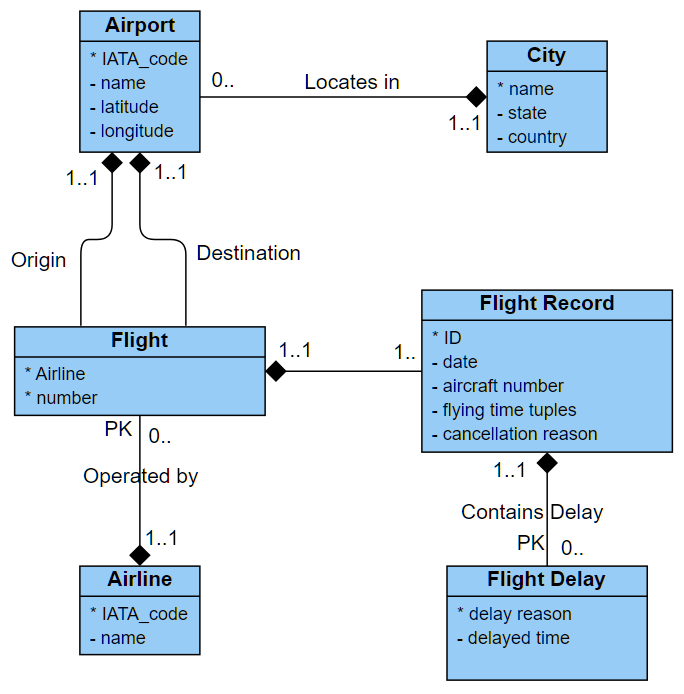 Airport
* IATA_code
- name
- latitude
- longitude
0..
Locates in
1..1
City
* name
- state
- country
1..1
1..1
Origin
Destination
Flight
* Airline
* number
1..1
1..
Flight Record
* ID
- date
- aircraft number
- flying time tuples
- cancellation reason
PK
0..
Operated by
1..1
Airline
* IATA_code
- name
1..1
Contains Delay
PK
0..
Flight Delay
* delay reason
- delayed time